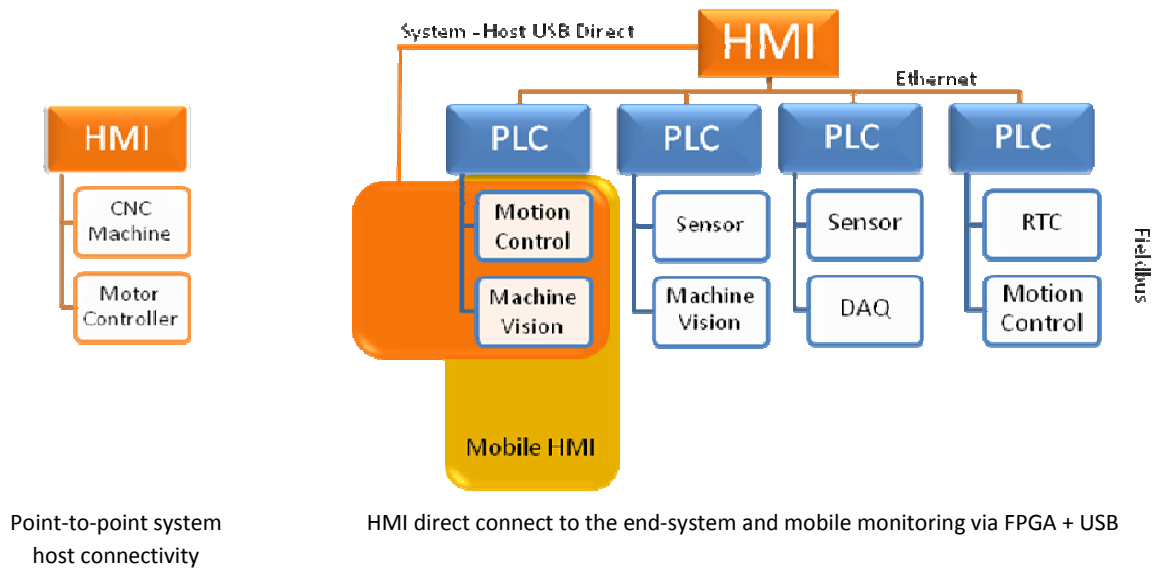 System –Host USB Direct
HMI
Ethernet
HMI
CNC
Machine
Motor
Controller
PLC
PLC
PLC
PLC
Motion
Control
Machine
Vision
Sensor
Machine
Vision
Sensor
DAQ
RTC
Motion
Control
Fieldbus
Mobile HMI
Point-to-point system
host connectivity
HMI direct connect to the end-system and mobile monitoring via FPGA + USB